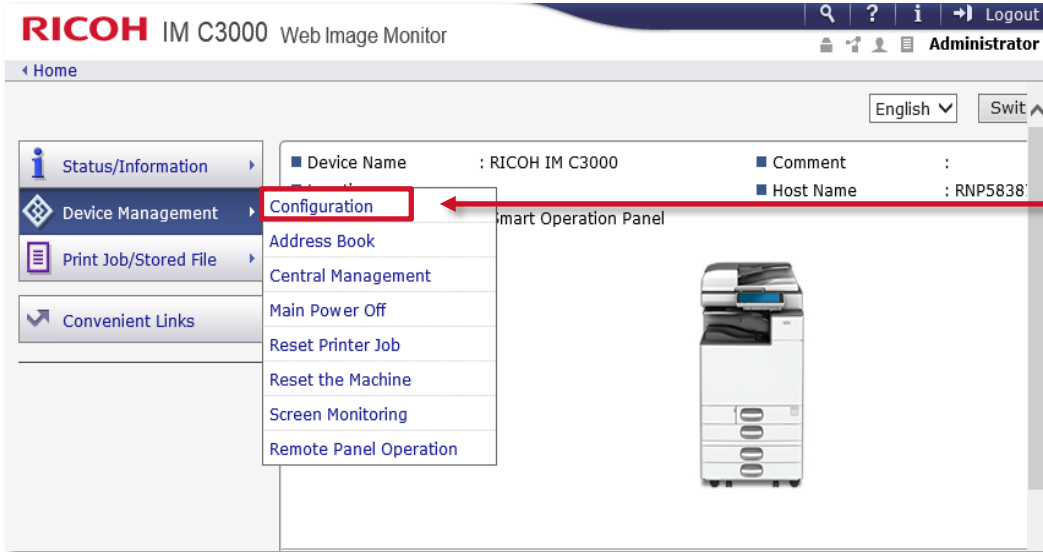 RICOH IM C3000 Web Image Monitor
? i Logout
Administrator
Home
English Swit
Status/Information
Device Management
Print Job/Stored File
Convenient Links
Configuration
Address Book
Central Management
Main Power Off
Reset Printer Job
Reset the Machine
Screen Monitoring
Remote Panel Operation
Device Name : RICOH IM C3000
Comment :
Host Name : RNP5838
Smart Operation Panel